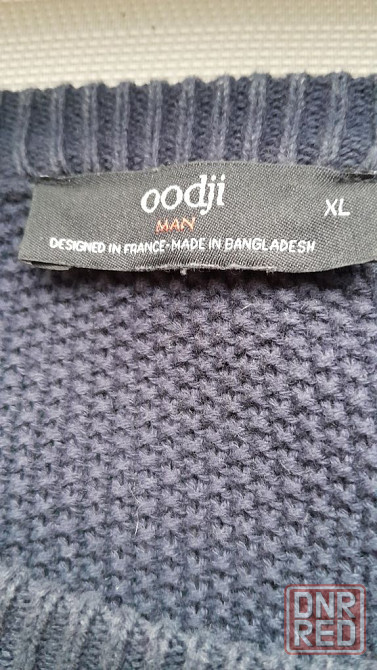 oodji
XL
MAN
DESIGNED IN FRANCE·MADE IN BANGLADESH
DNR
RED